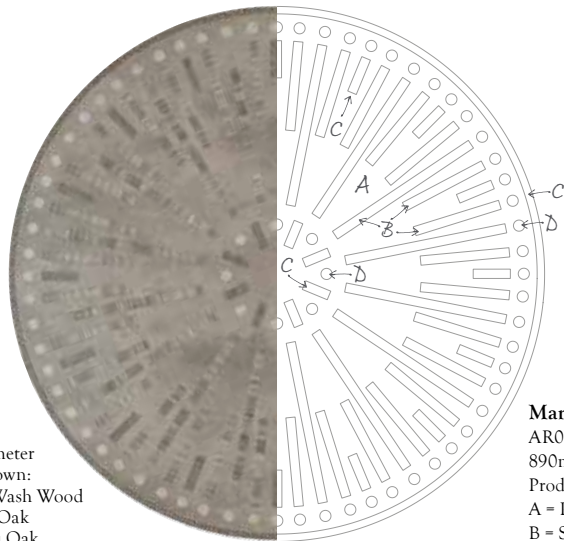 C
A
C
B
D
C
D
Mar
AR0
890m
Prod
A = I
B = S
neter
own:
Wash Wood
Oak
Oak